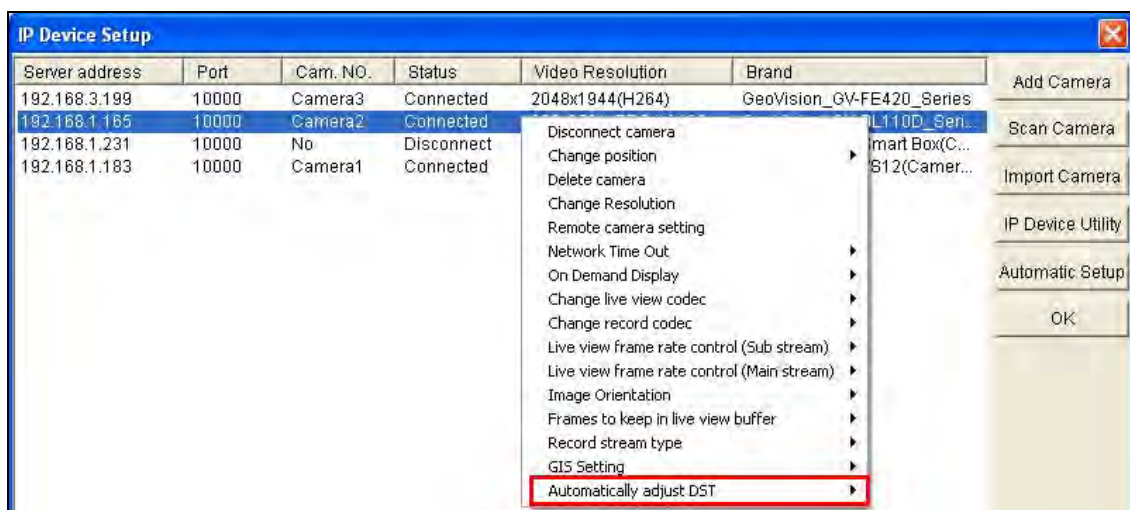 IP Device Setup
Server address Port Cam. NO. Status Video Resolution Brand
192.168.3.199 10000 Camera3 Connected 2048x1944(H264) GeoVision_GV-FE420_Series
192.168.1.165 10000 Camera2 Connected
192.168.1.231 10000 No Disconnect mart Box(C...
192.168.1.183 10000 Camera1 Connected S12(Camer...
Disconnect camera
Change position
Delete camera
Change Resolution
Remote camera setting
Network Time Out
On Demand Display
Change live view codec
Change record codec
Live view frame rate control (Sub stream)
Live view frame rate control (Main stream)
Image Orientation
Frames to keep in live view buffer
Record stream type
GIS Setting
Automatically adjust DST
Add Camera
Scan Camera
Import Camera
IP Device Utility
Automatic Setup
OK